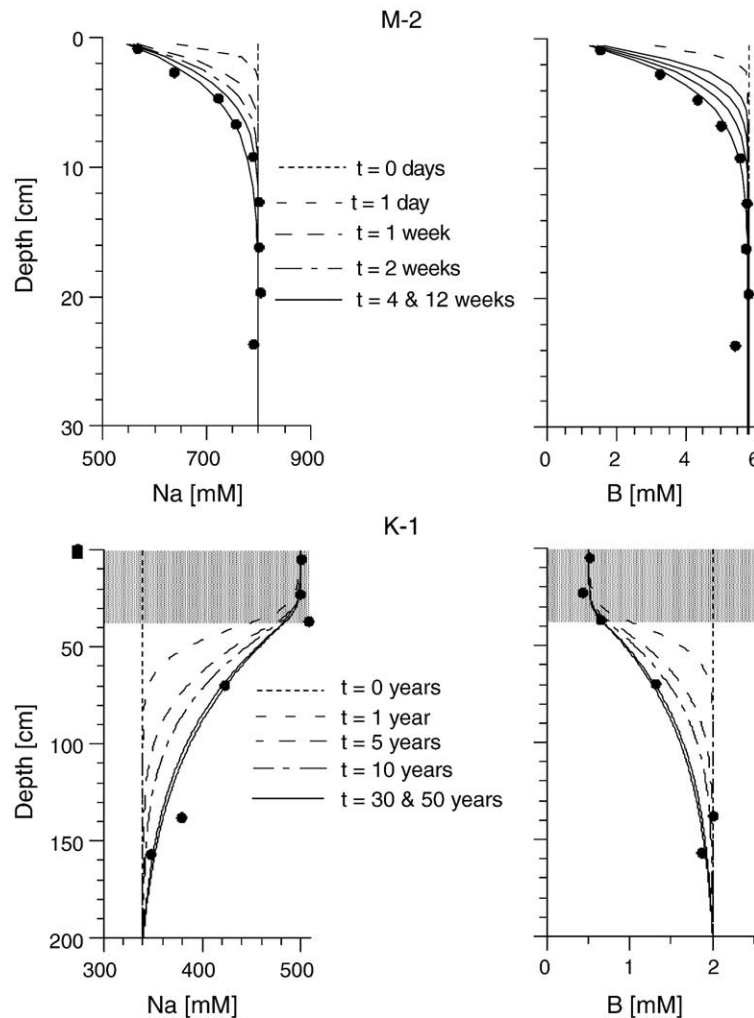 M-2
0
10
20
30
Depth [cm]
t = 0 days
t = 1 day
t = 1 week
t = 2 weeks
t = 4 & 12 weeks
500 700 900
Na [mM]
0 2 4 6
B [mM]
K-1
50
100
150
200
Depth [cm]
t = 0 years
t = 1 year
t = 5 years
t = 10 years
t = 30 & 50 years
300 400 500
Na [mM]
0 1 2
B [mM]